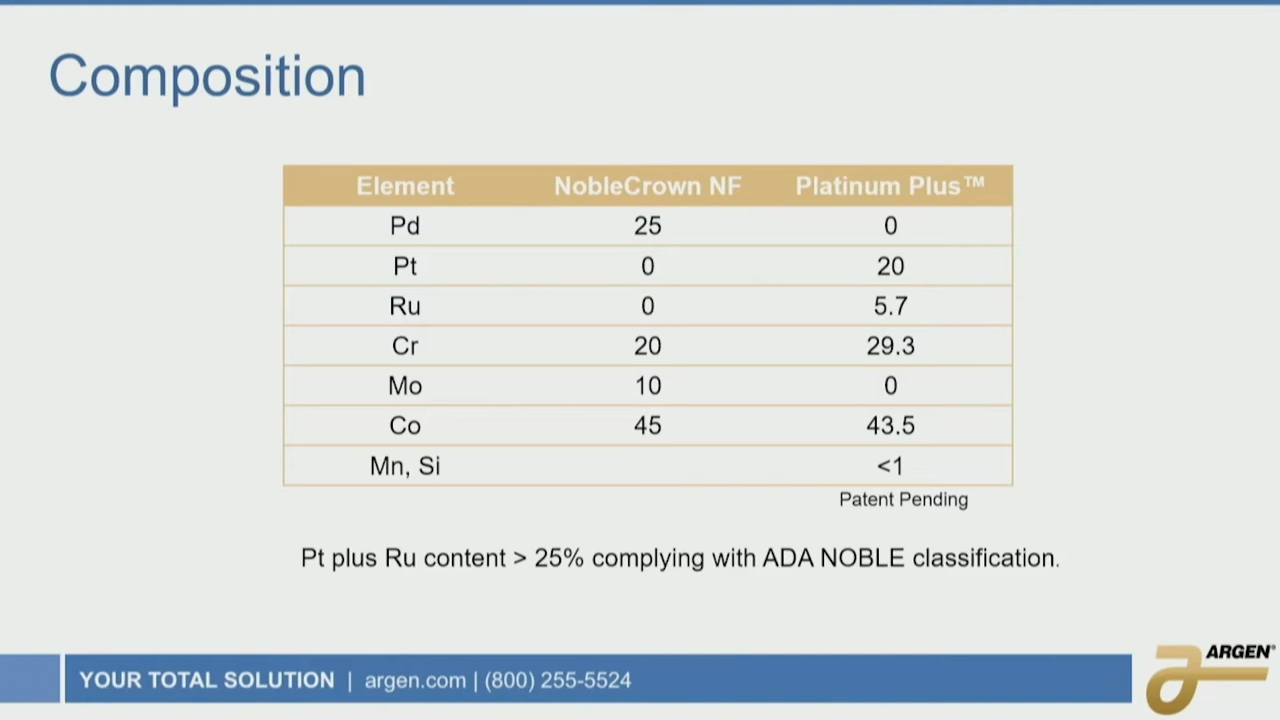 Composition
Element NobleCrown NF Platinum Plus™
Pd 25 0
Pt 0 20
Ru 0 5.7
Cr 20 29.3
Mo 10 0
Co 45 43.5
Mn, Si <1
Patent Pending
Pt plus Ru content > 25% complying with ADA NOBLE classification.
YOUR TOTAL SOLUTION | argen.com | (800) 255-5524
ARGEN®